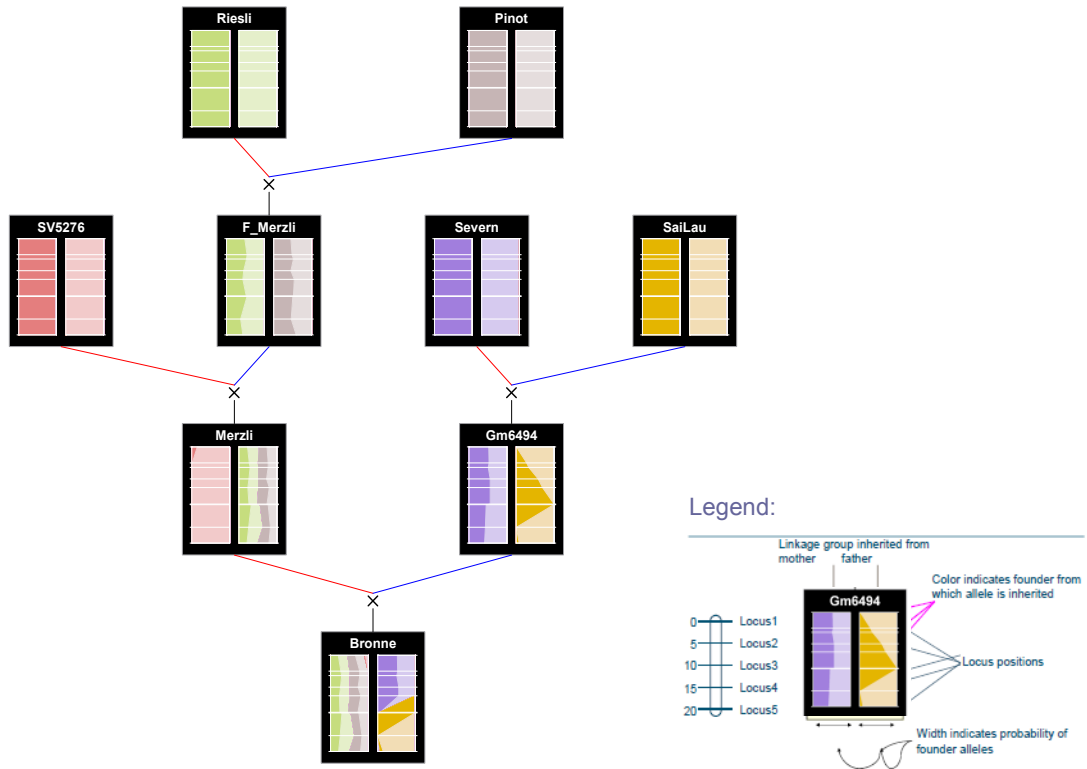 Riesli
Pinot
SV5276
F_Merzli
Severn
SaiLau
Merzli
Gm6494
Bronne
Legend:
Linkage group inherited from
mother father
Color indicates founder from
which allele is inherited
Gm6494
0 Locus1
5 Locus2
10 Locus3
15 Locus4
20 Locus5
Locus positions
Width indicates probability of
founder alleles